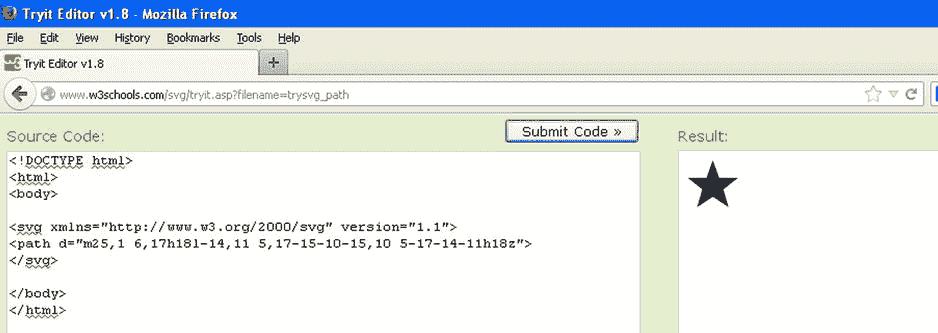 Tryit Editor v1.8 - Mozilla Firefox
File Edit View History Bookmarks Tools Help
Tryit Editor v1.8
www.w3schools.com/svg/tryit.asp?filename=trysvg_path
Source Code:
Submit Code »
Result:
<!DOCTYPE html>
<html>
<body>
<svg xmlns="http://www.w3.org/2000/svg" version="1.1">
<path d="m25,1 6,17h18l-14,11 5,17-15-10-15,10 5-17-14-11h18z">
</svg>
</body>
</html>